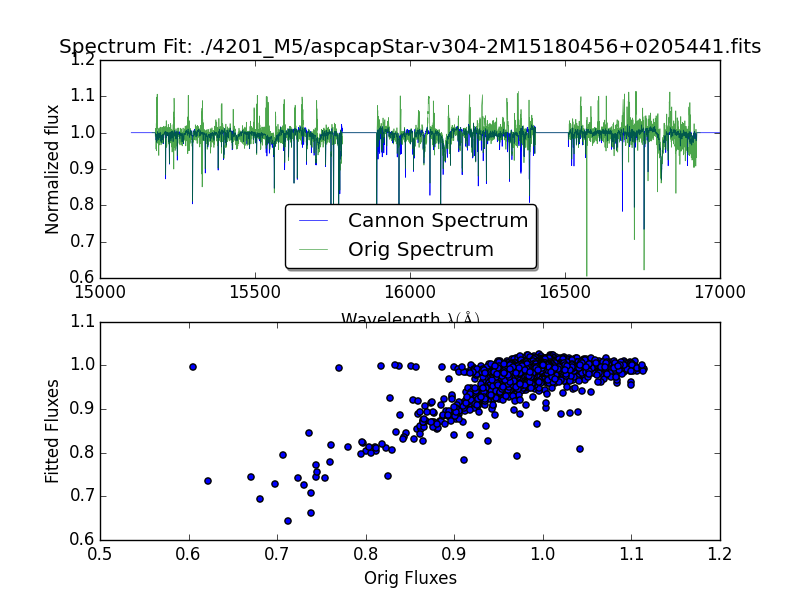 Spectrum Fit: ./4201_M5/aspcapStar-v304-2M15180456+0205441.fits
1.2
1.1
1.0
0.9
0.8
0.7
0.6
Normalized flux
Cannon Spectrum
Orig Spectrum
15000 15500 16000 16500 17000
Wavelength λ(Å)
1.1
1.0
0.9
0.8
0.7
0.6
Fitted Fluxes
0.5 0.6 0.7 0.8 0.9 1.0 1.1 1.2
Orig Fluxes